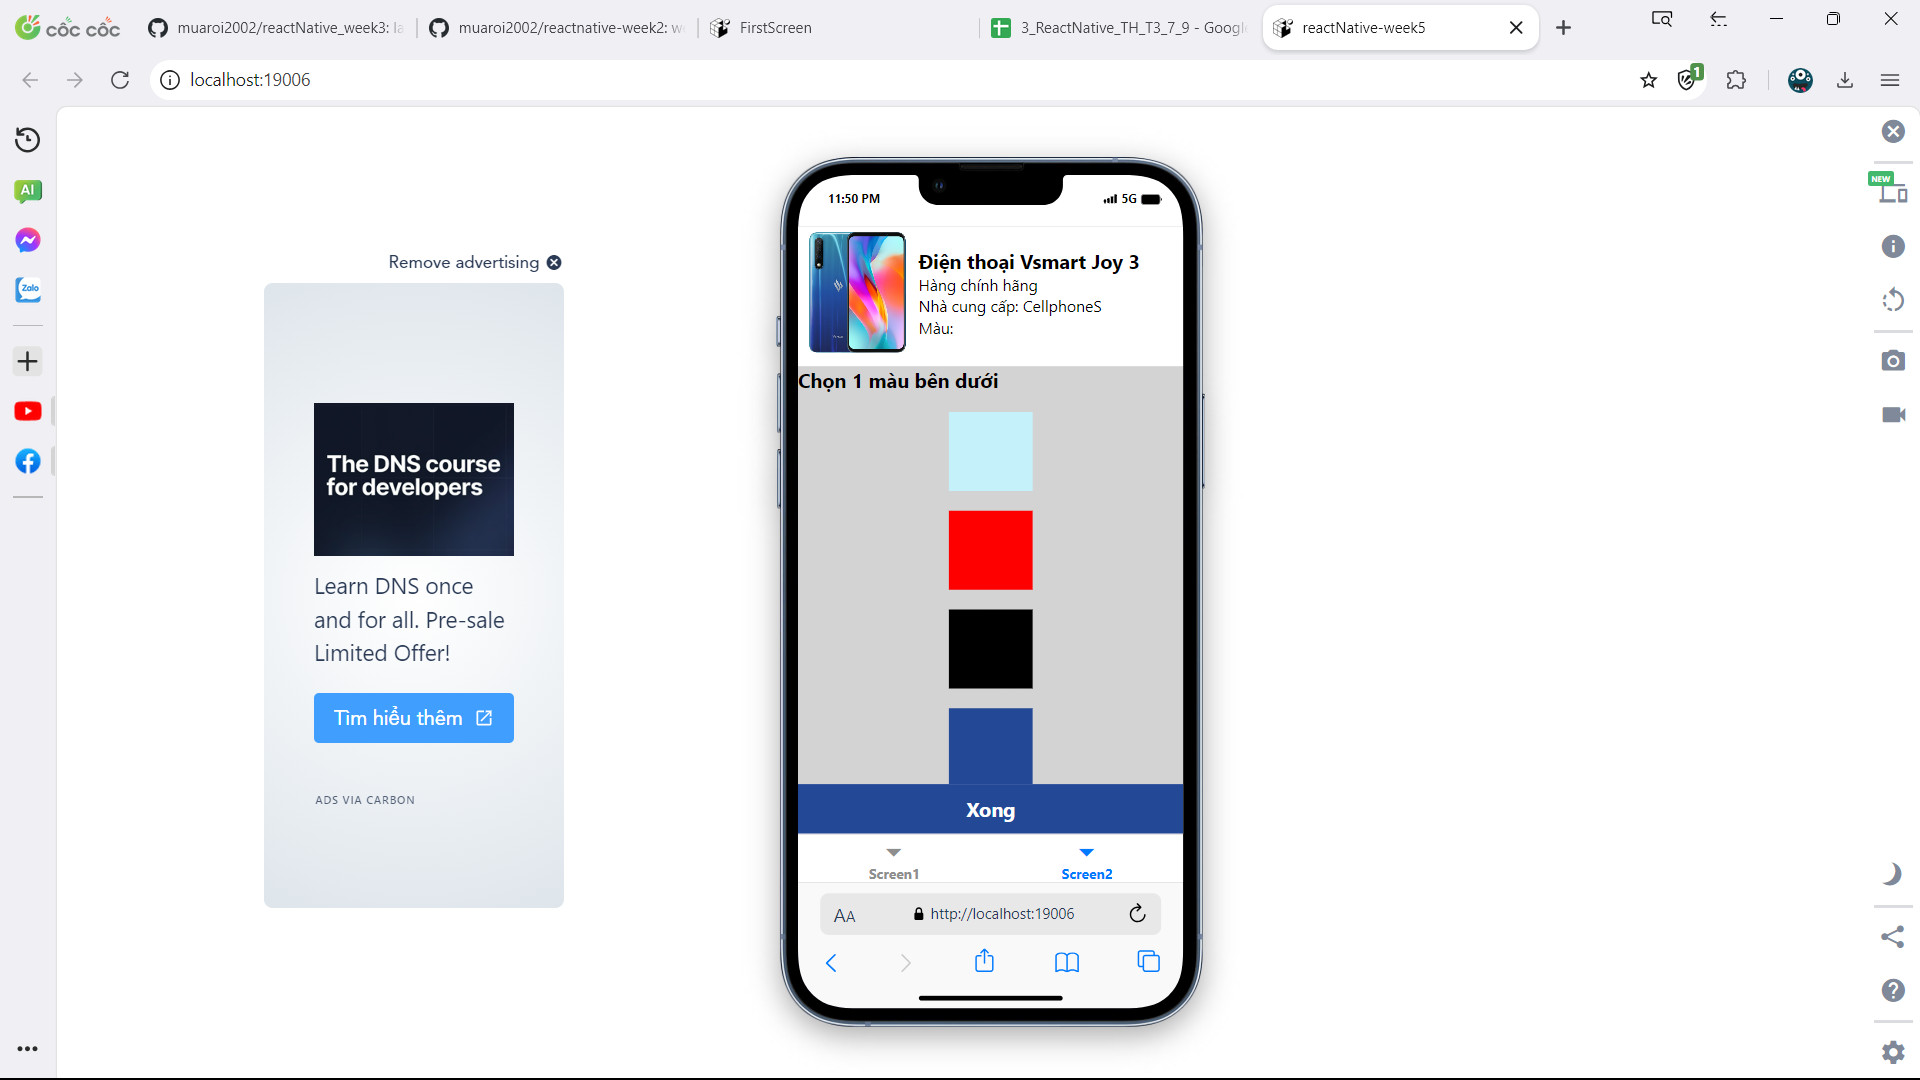 cốc cốc
muaroi2002/reactNative_week3: la
muaroi2002/reactnative-week2: we
FirstScreen
3_ReactNative_TH_T3_7_9 - Google
reactNative-week5
localhost:19006
1
AI
Zalo
NEW
Remove advertising
The DNS course
for developers
Learn DNS once
and for all. Pre-sale
Limited Offer!
Tìm hiểu thêm
ADS VIA CARBON
11:50 PM
5G
Điện thoại Vsmart Joy 3
Hàng chính hãng
Nhà cung cấp: CellphoneS
Màu:
Chọn 1 màu bên dưới
Xong
Screen1
Screen2
AA
http://localhost:19006